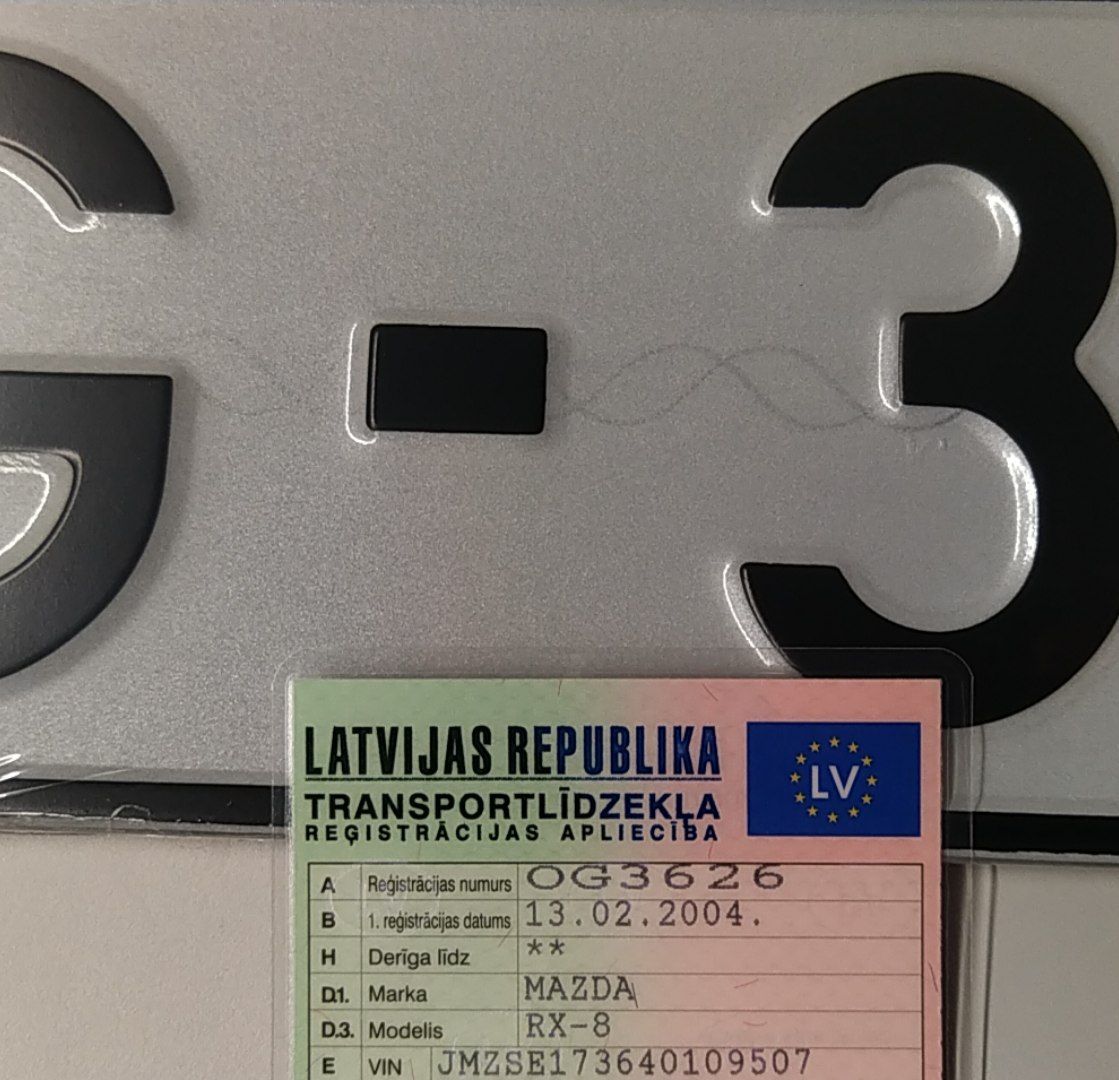 G-3
LATVIJAS REPUBLIKA
LV
TRANSPORTLĪDZEKĻA
REĢISTRĀCIJAS APLIECĪBA
A Reģistrācijas numurs OG3626
B 1. reģistrācijas datums 13.02.2004.
H Derīga līdz **
D.1. Marka MAZDA
D.3. Modelis RX-8
E VIN JMZSE173640109507